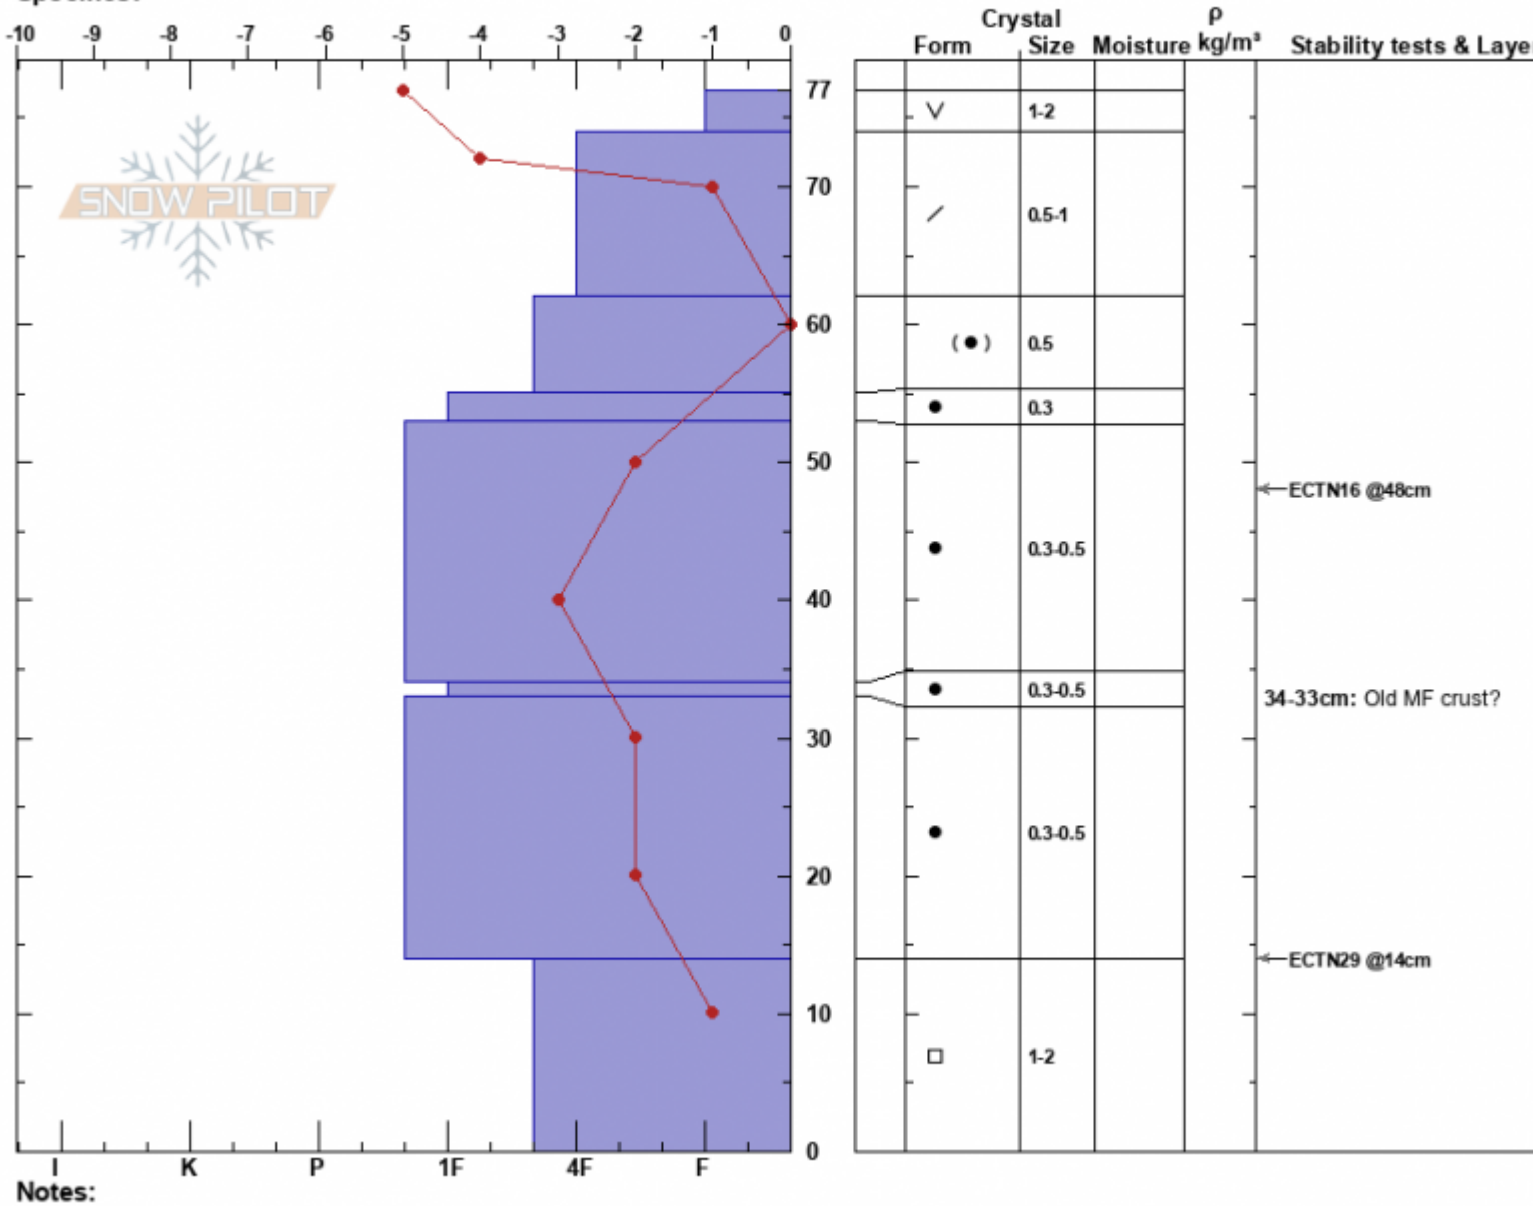 Crystal ρ
-10 -9 -8 -7 -6 -5 -4 -3 -2 -1 0 Form Size Moisture kg/m³ Stability tests & Layer
77
1-2
SNOW PILOT
70
0.5-1
60
( ● ) 0.5
● 0.3
50
ECTN16 @48cm
● 0.3-0.5
40
● 0.3-0.5
34-33cm: Old MF crust?
30
● 0.3-0.5
20
ECTN29 @14cm
10
1-2
0
I K P 1F 4F F
Notes: